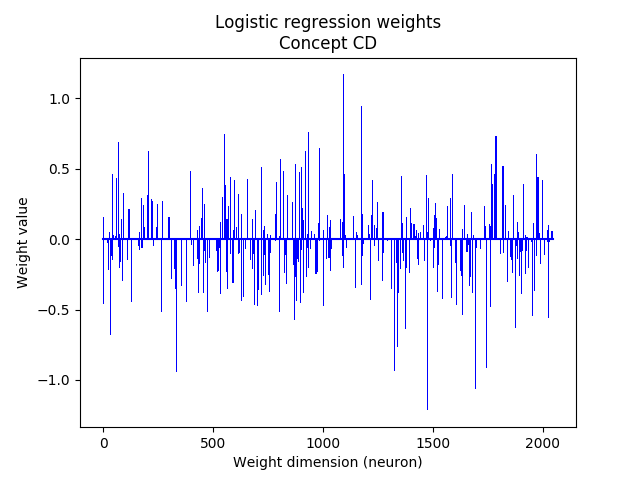 Logistic regression weights
Concept CD
1.0
0.5
0.0
−0.5
−1.0
Weight value
0
500
1000
1500
2000
Weight dimension (neuron)